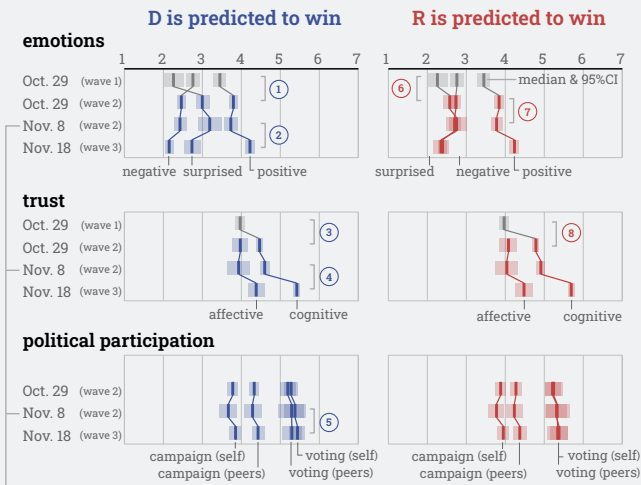 D is predicted to win R is predicted to win
emotions
1 2 3 4 5 6 7 1 2 3 4 5 6 7
Oct. 29 (wave 1) 1 6 median & 95%CI
Oct. 29 (wave 2) 7
Nov. 8 (wave 2) 2
Nov. 18 (wave 3)
negative surprised positive surprised negative positive
trust
Oct. 29 (wave 1) 3 8
Oct. 29 (wave 2)
Nov. 8 (wave 2) 4
Nov. 18 (wave 3)
affective cognitive affective cognitive
political participation
Oct. 29 (wave 2)
Nov. 8 (wave 2) 5
Nov. 18 (wave 3)
campaign (self) voting (self) campaign (self) voting (self)
campaign (peers) voting (peers) campaign (peers) voting (peers)